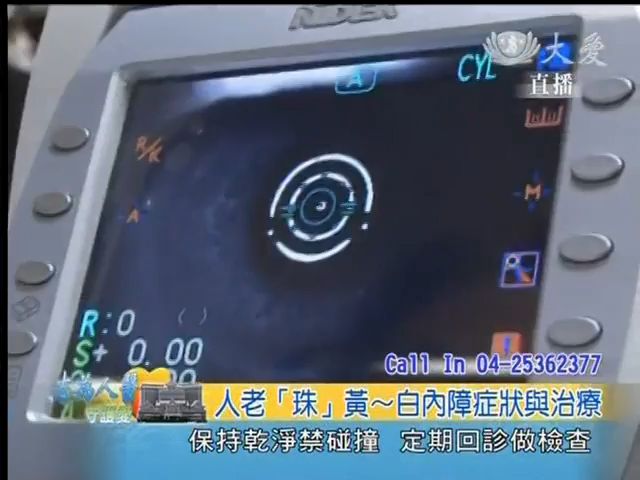 NIDEK
大愛
直播
A
CYL
R/K
M
A
R:0 ( )
S+ 0.00
Call In 04-25362377
人老「珠」黃～白內障症狀與治療
保持乾淨禁碰撞 定期回診做檢查